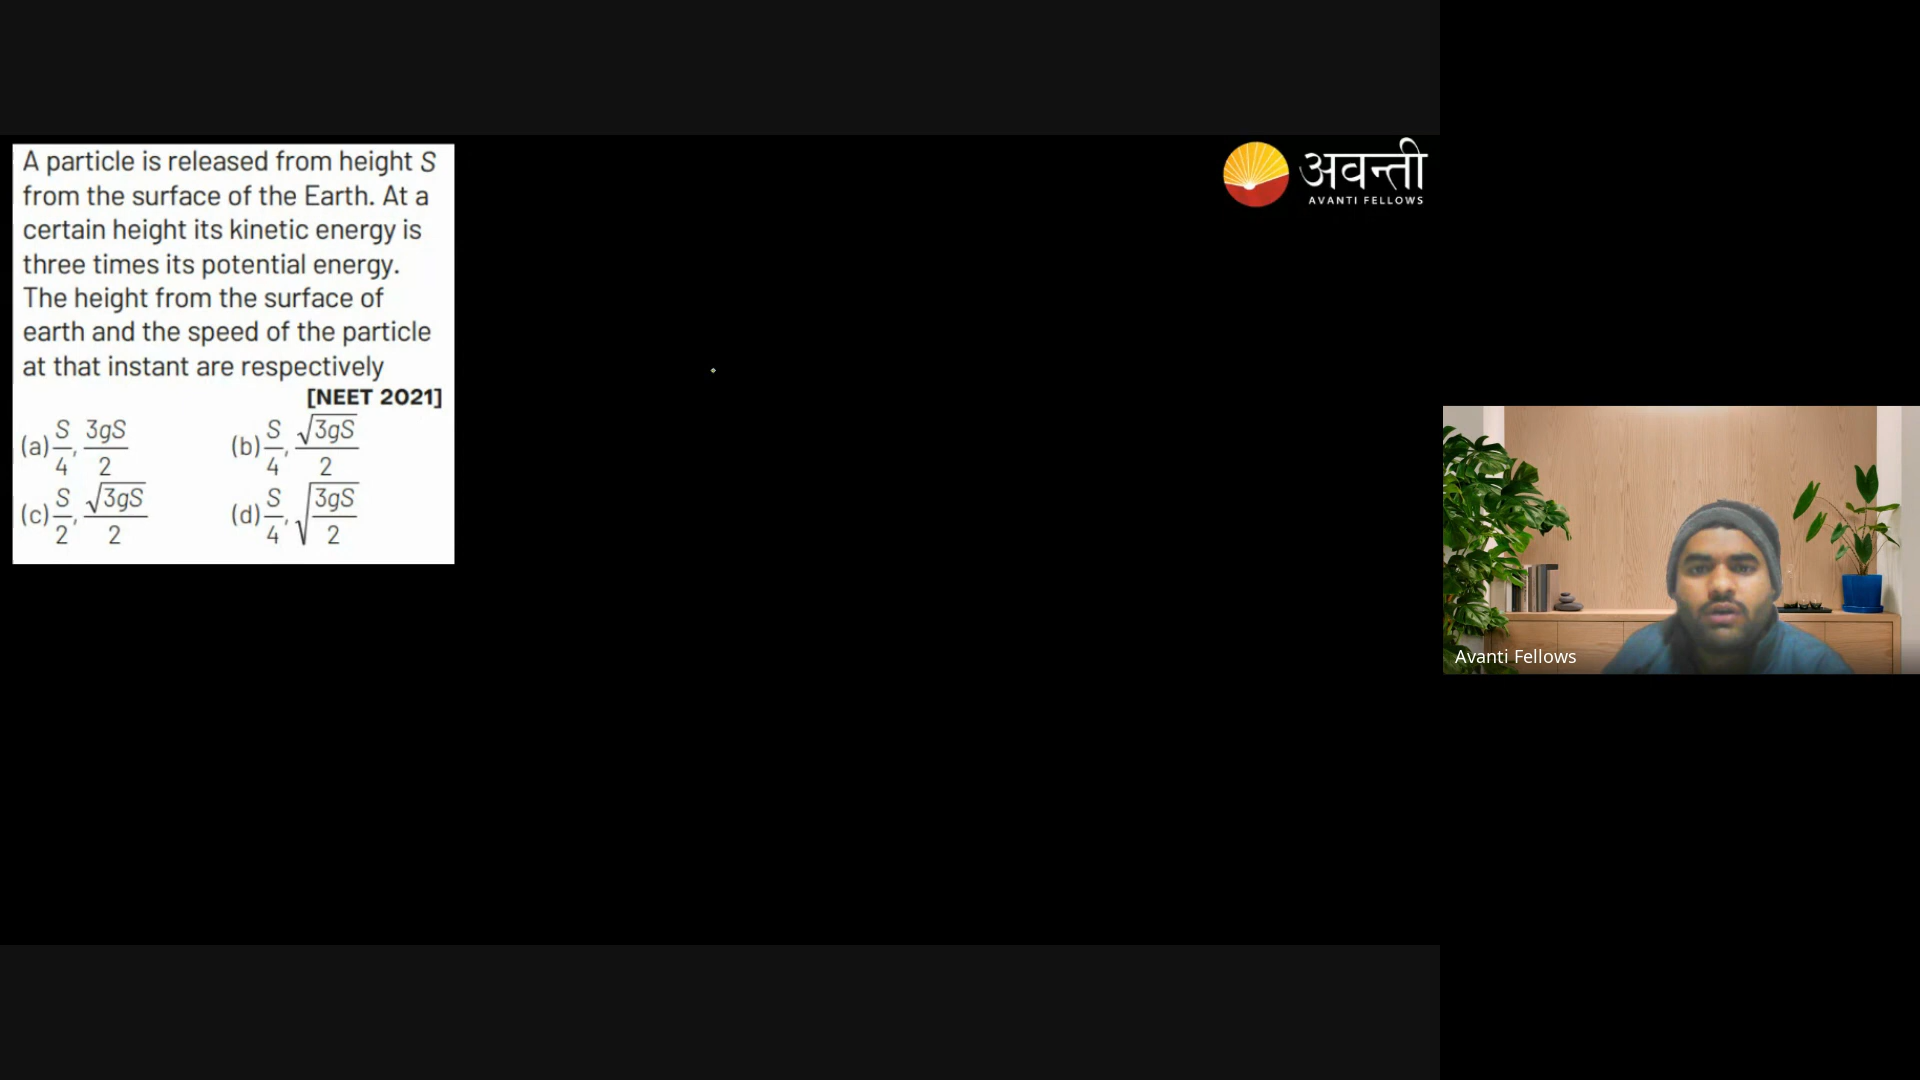 A particle is released from height S
from the surface of the Earth. At a
certain height its kinetic energy is
three times its potential energy.
The height from the surface of
earth and the speed of the particle
at that instant are respectively
[NEET 2021]
(a) S/4, 3gS/2 (b) S/4, √3gS/2
(c) S/2, √3gS/2 (d) S/4, √(3gS/2)
अवन्ती
AVANTI FELLOWS
Avanti Fellows